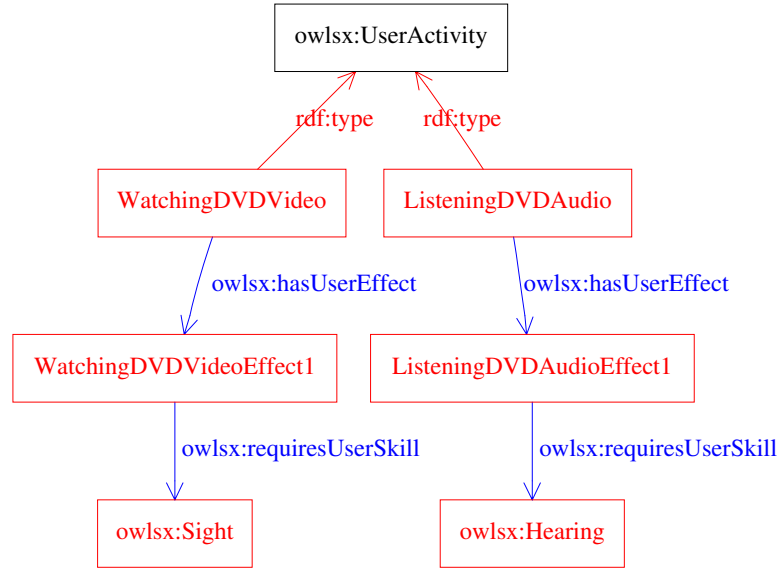 owlsx:UserActivity
rdf:type
rdf:type
WatchingDVDVideo
ListeningDVDAudio
owlsx:hasUserEffect
owlsx:hasUserEffect
WatchingDVDVideoEffect1
ListeningDVDAudioEffect1
owlsx:requiresUserSkill
owlsx:requiresUserSkill
owlsx:Sight
owlsx:Hearing